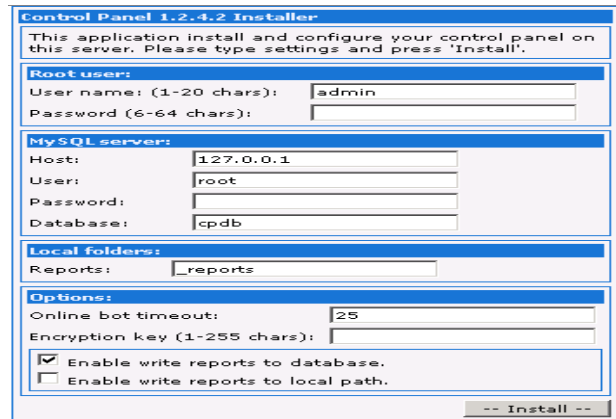 Control Panel 1.2.4.2 Installer
This application install and configure your control panel on
this server. Please type settings and press 'Install'.
Root user:
User name: (1-20 chars): admin
Password (6-64 chars):
MySQL server:
Host: 127.0.0.1
User: root
Password:
Database: cpdb
Local folders:
Reports: _reports
Options:
Online bot timeout: 25
Encryption key (1-255 chars):
Enable write reports to database.
Enable write reports to local path.
-- Install --